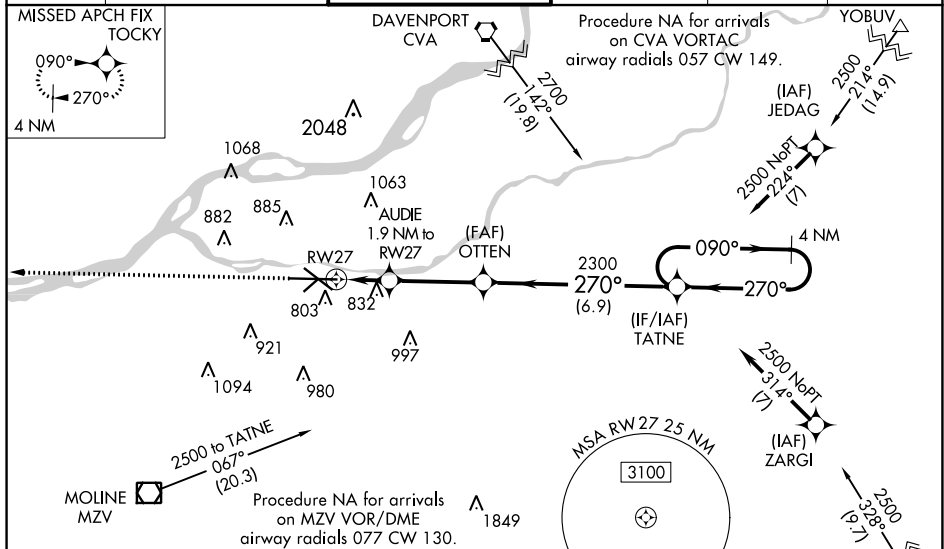 MISSED APCH FIX
TOCKY
090°
270°
4 NM
DAVENPORT
CVA
2700
142°
(19.8)
Procedure NA for arrivals
on CVA VORTAC
airway radials 057 CW 149.
YOBUV
2500
214°
(14.9)
(IAF)
JEDAG
2500 NoPT
224°
(7)
2048
1068
1063
882
885
AUDIE
1.9 NM to
RW27
(FAF)
OTTEN
RW27
803
832
2300
270°
(6.9)
090°
4 NM
270°
(IF/IAF)
TATNE
921
997
1094
980
2500 NoPT
314°
(7)
(IAF)
ZARGI
2500 to TATNE
067°
(20.3)
MOLINE
MZV
Procedure NA for arrivals
on MZV VOR/DME
airway radials 077 CW 130.
1849
MSA RW27 25 NM
3100
2500
328°
(9.7)